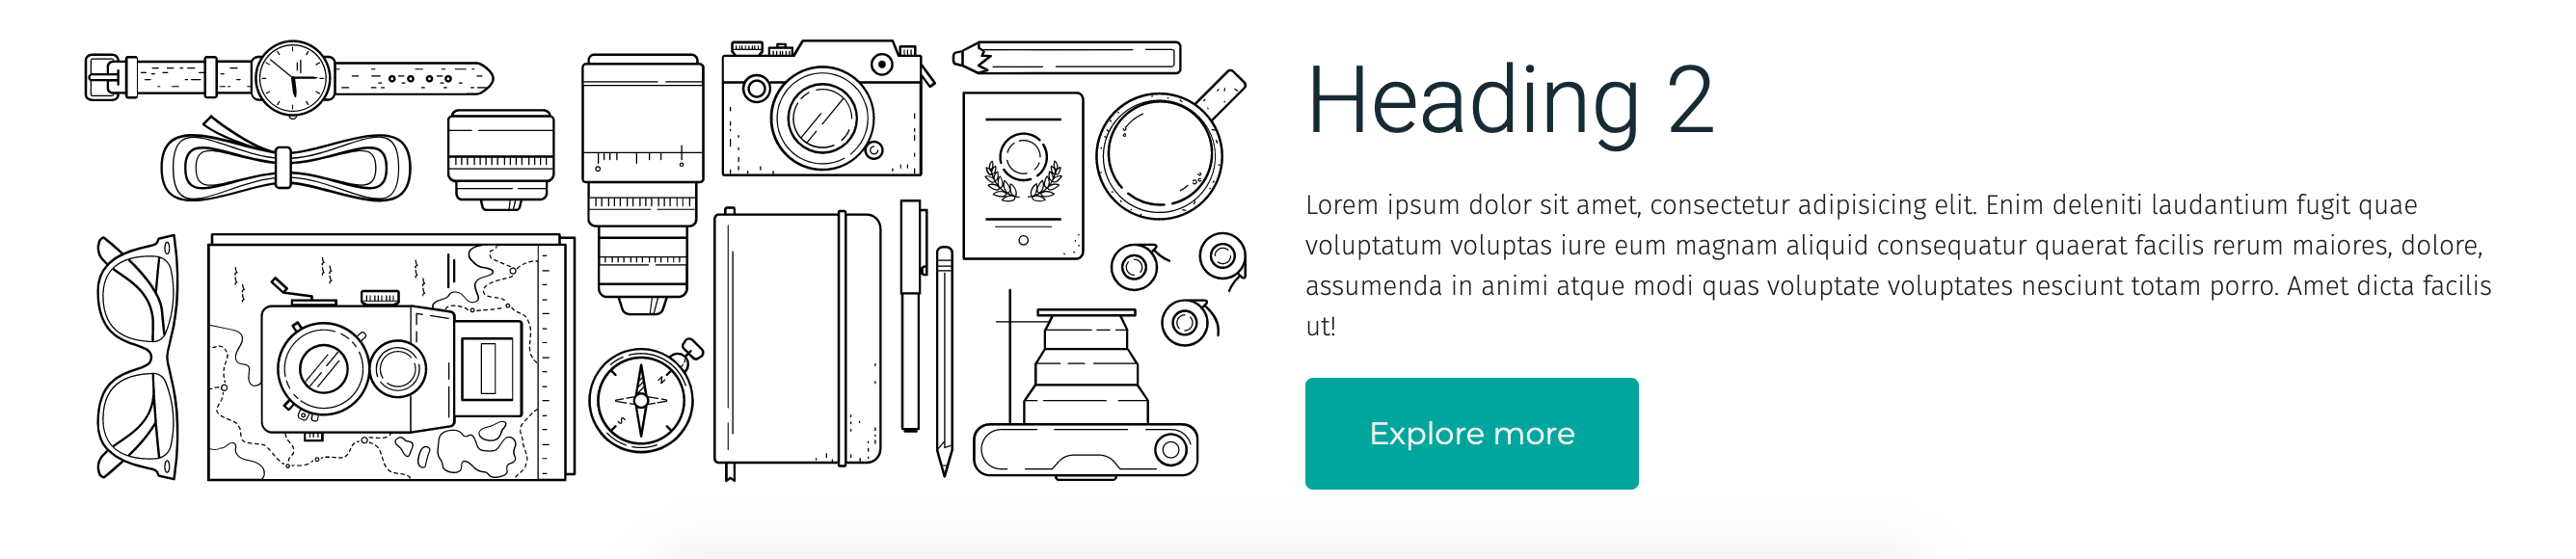 Heading 2
Lorem ipsum dolor sit amet, consectetur adipisicing elit. Enim deleniti laudantium fugit quae
voluptatum voluptas iure eum magnam aliquid consequatur quaerat facilis rerum maiores, dolore,
assumenda in animi atque modi quas voluptate voluptates nesciunt totam porro. Amet dicta facilis
ut!
N
S
Explore more